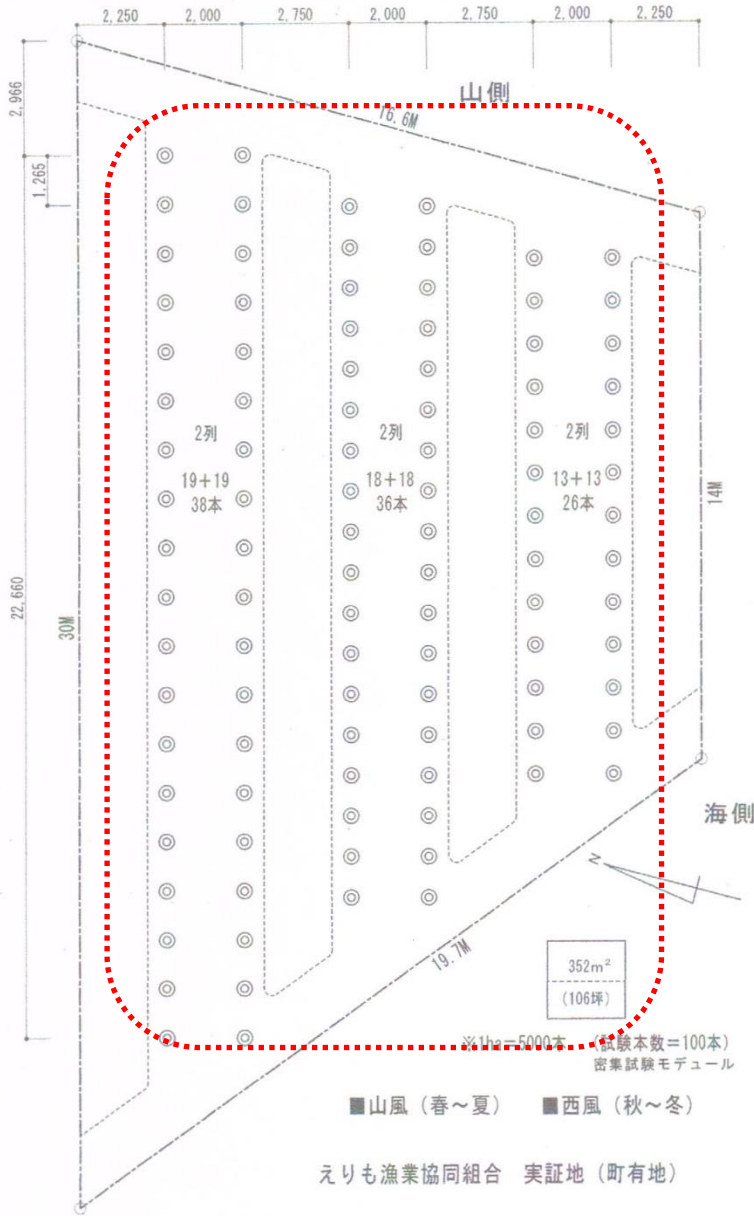 2,250 2,000 2,750 2,000 2,750 2,000 2,250
山側
16.6M
2,966
1,265
2列
19+19
38本
2列
18+18
36本
2列
13+13
26本
14M
22,660
30M
海側
N
19.7M
352m²
(106坪)
※1ha=5000本 (試験本数=100本)
密集試験モデュール
■山風(春~夏) ■西風(秋~冬)
えりも漁業協同組合 実証地(町有地)